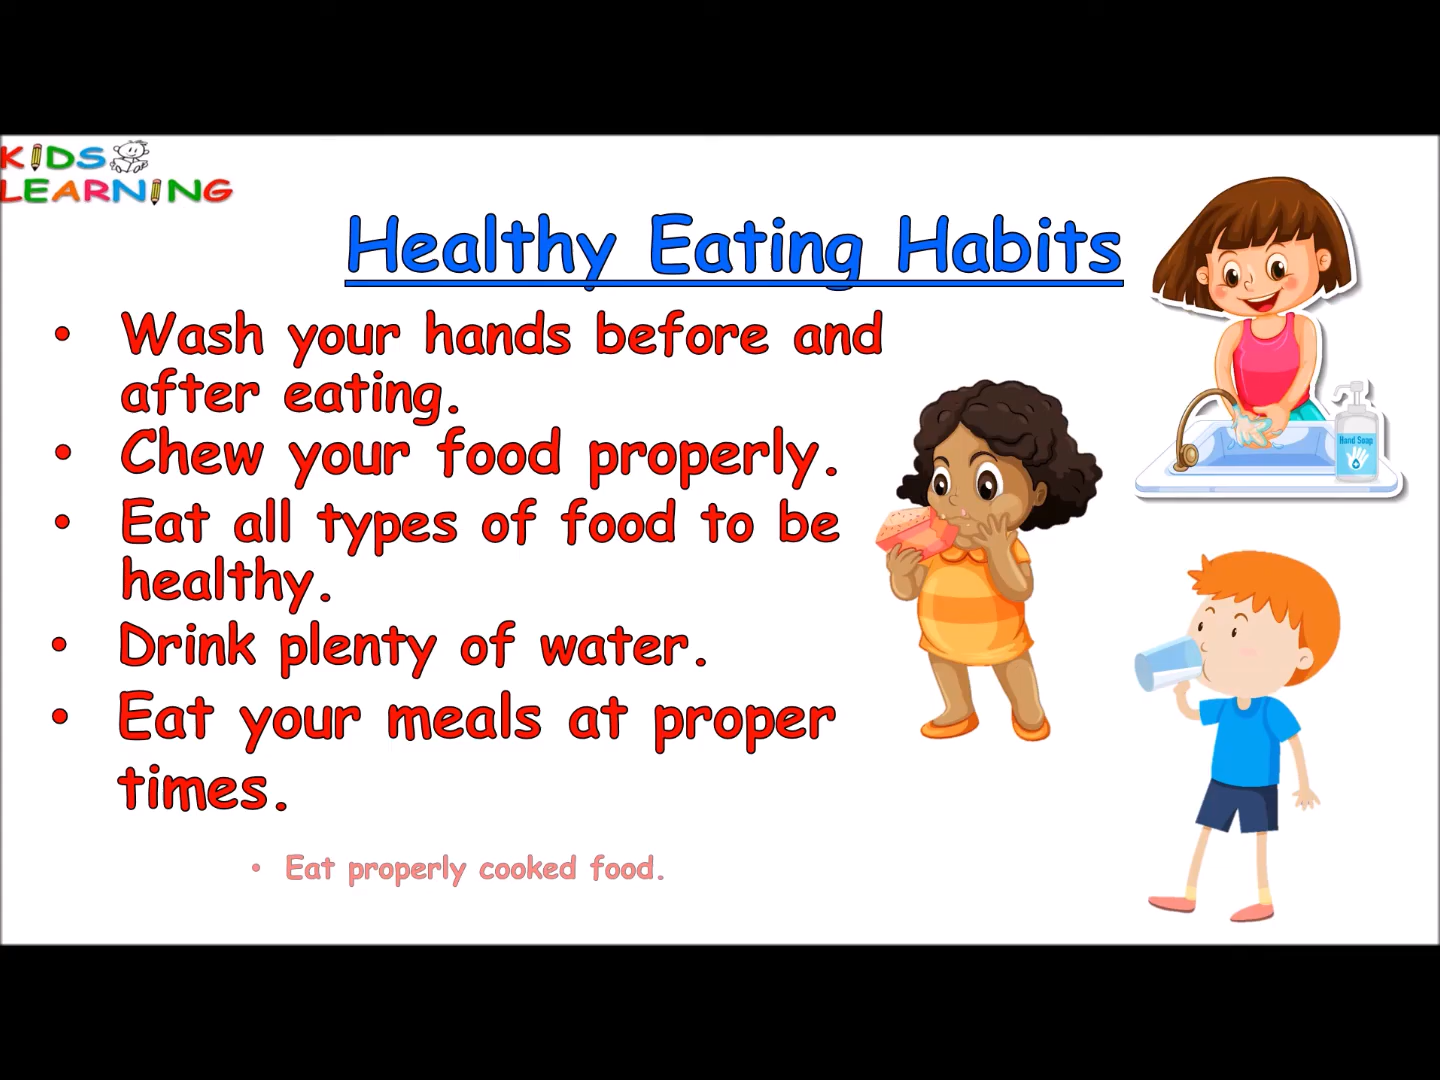 KIDS
LEARNING
Healthy Eating Habits
• Wash your hands before and
after eating.
• Chew your food properly.
• Eat all types of food to be
healthy.
• Drink plenty of water.
• Eat your meals at proper
times.
• Eat properly cooked food.
Hand Soap